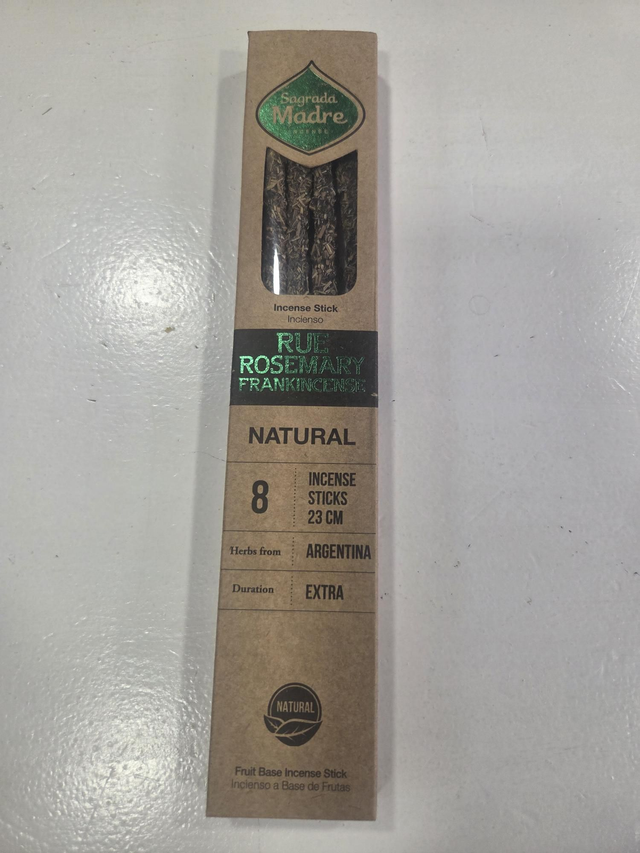 Sagrada
Madre
NATURAL
Incense Stick
Incienso
RUE
ROSEMARY
FRANKINCENSE
NATURAL
8
INCENSE
STICKS
23 CM
Herbs from
ARGENTINA
Duration
EXTRA
NATURAL
Fruit Base Incense Stick
Incienso a Base de Frutas